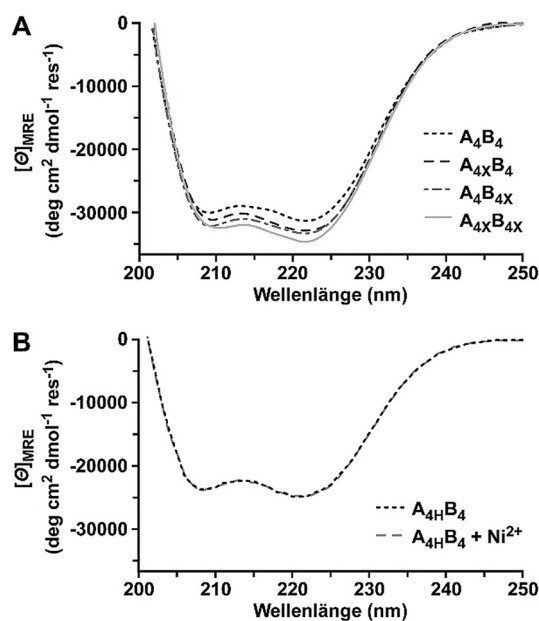 A
0
-10000
-20000
-30000
[Θ]MRE
(deg cm² dmol⁻¹ res⁻¹)
A₄B₄
A₄ₓB₄
A₄B₄ₓ
A₄ₓB₄ₓ
200 210 220 230 240 250
Wellenlänge (nm)
B
0
-10000
-20000
-30000
[Θ]MRE
(deg cm² dmol⁻¹ res⁻¹)
A₄HB₄
A₄HB₄ + Ni²⁺
200 210 220 230 240 250
Wellenlänge (nm)